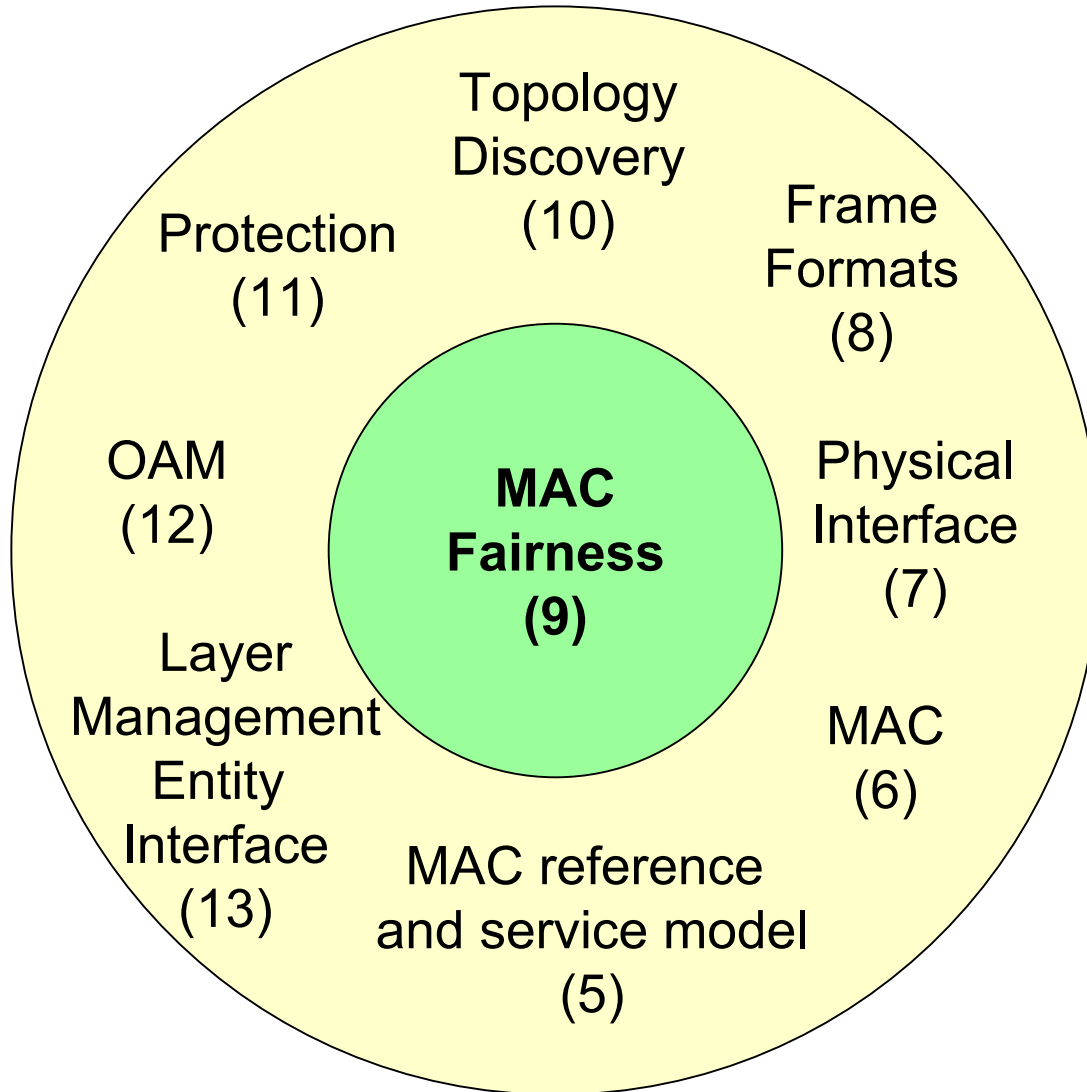 Topology
Discovery
(10)
Frame
Formats
(8)
Protection
(11)
OAM
(12)
MAC
Fairness
(9)
Physical
Interface
(7)
Layer
Management
Entity
Interface
(13)
MAC
(6)
MAC reference
and service model
(5)